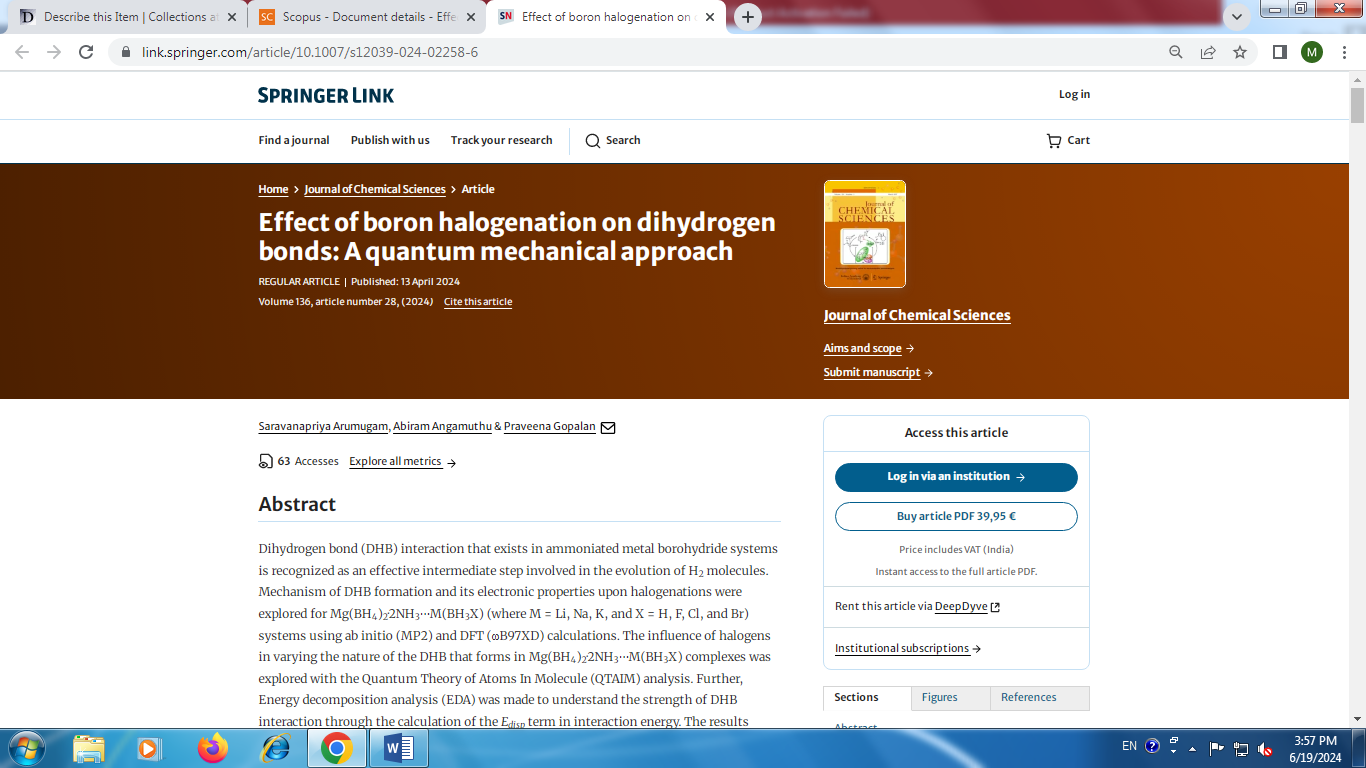 Describe this Item | Collections a
Scopus - Document details - Effe
Effect of boron halogenation on
link.springer.com/article/10.1007/s12039-024-02258-6
M
SPRINGER LINK
Log in
Find a journal
Publish with us
Track your research
Search
Cart
Home > Journal of Chemical Sciences > Article
Effect of boron halogenation on dihydrogen
bonds: A quantum mechanical approach
REGULAR ARTICLE | Published: 13 April 2024
Volume 136, article number 28, (2024) Cite this article
Journal of
CHEMICAL
SCIENCES
Journal of Chemical Sciences
Aims and scope →
Submit manuscript →
Saravanapriya Arumugam, Abiram Angamuthu & Praveena Gopalan
63 Accesses Explore all metrics →
Abstract
Dihydrogen bond (DHB) interaction that exists in ammoniated metal borohydride systems
is recognized as an effective intermediate step involved in the evolution of H₂ molecules.
Mechanism of DHB formation and its electronic properties upon halogenations were
explored for Mg(BH₄)₂·2NH₃···M(BH₃X) (where M = Li, Na, K, and X = H, F, Cl, and Br)
systems using ab initio (MP2) and DFT (ωB97XD) calculations. The influence of halogens
in varying the nature of the DHB that forms in Mg(BH₄)₂·2NH₃···M(BH₃X) complexes was
explored with the Quantum Theory of Atoms In Molecule (QTAIM) analysis. Further,
Energy decomposition analysis (EDA) was made to understand the strength of DHB
interaction through the calculation of the E_disp term in interaction energy. The results
Access this article
Log in via an institution →
Buy article PDF 39,95 €
Price includes VAT (India)
Instant access to the full article PDF.
Rent this article via DeepDyve
Institutional subscriptions →
Sections
Figures
References
Abstract
EN
3:57 PM
6/19/2024